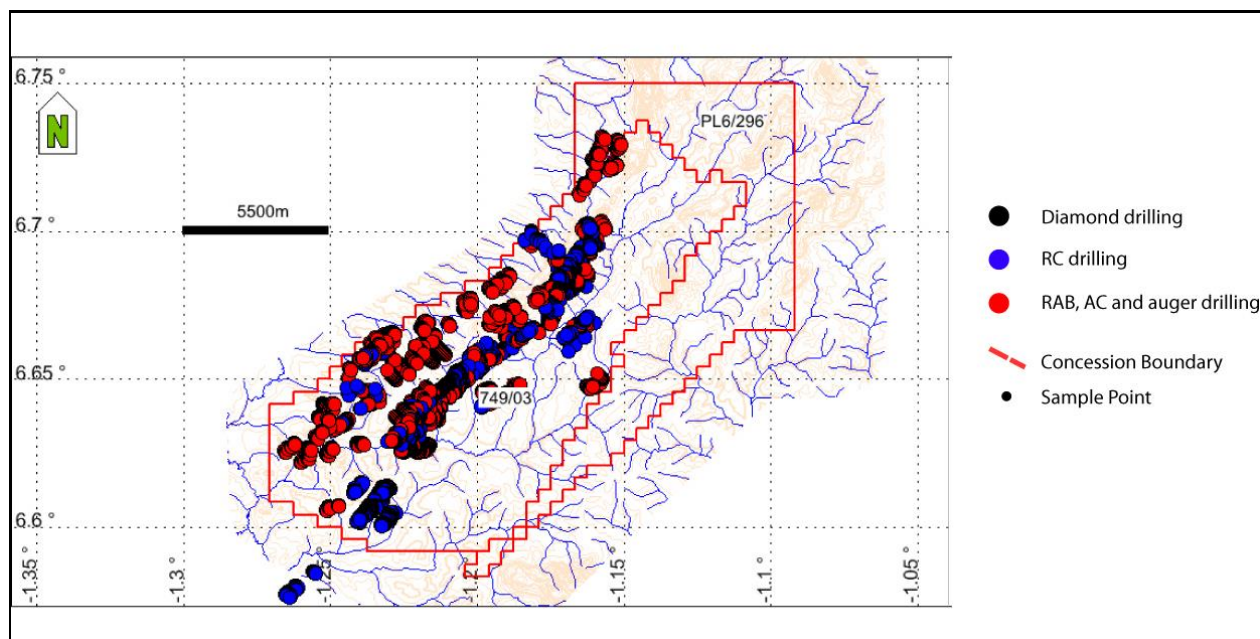 6.75 °
PL6/296
N
5500m
6.7 °
6.65 °
749/03
6.6 °
-1.35 °
-1.3 °
-1.25 °
-1.2 °
-1.15 °
-1.1 °
-1.05 °
Diamond drilling
RC drilling
RAB, AC and auger drilling
Concession Boundary
Sample Point